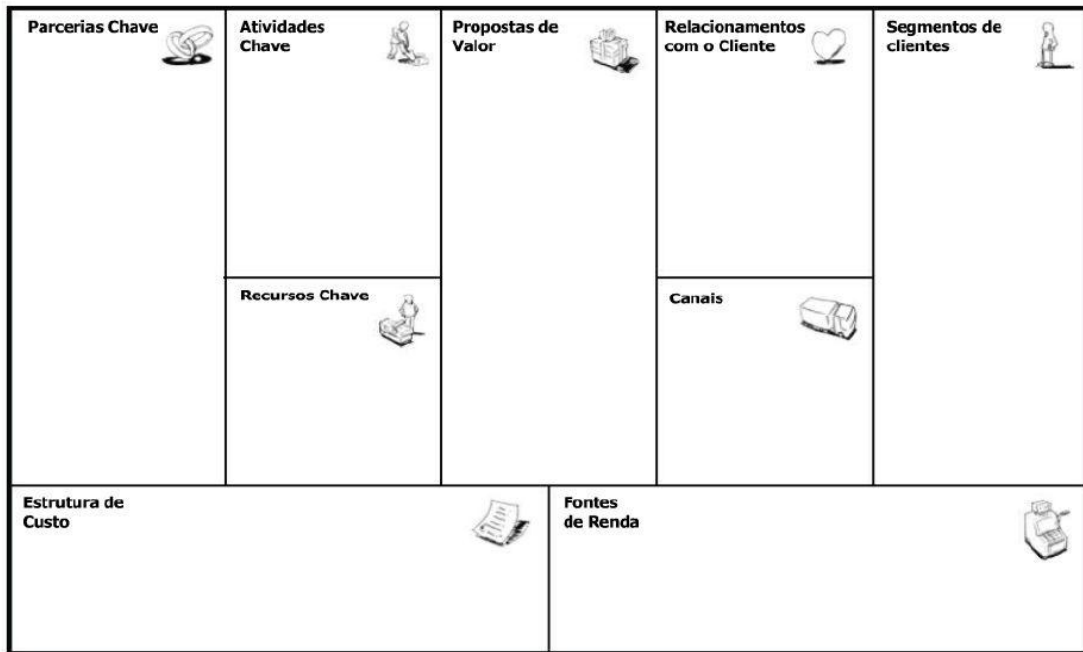 Parcerias Chave
Atividades
Chave
Propostas de
Valor
Relacionamentos
com o Cliente
Segmentos de
clientes
Recursos Chave
Canais
Estrutura de
Custo
Fontes
de Renda